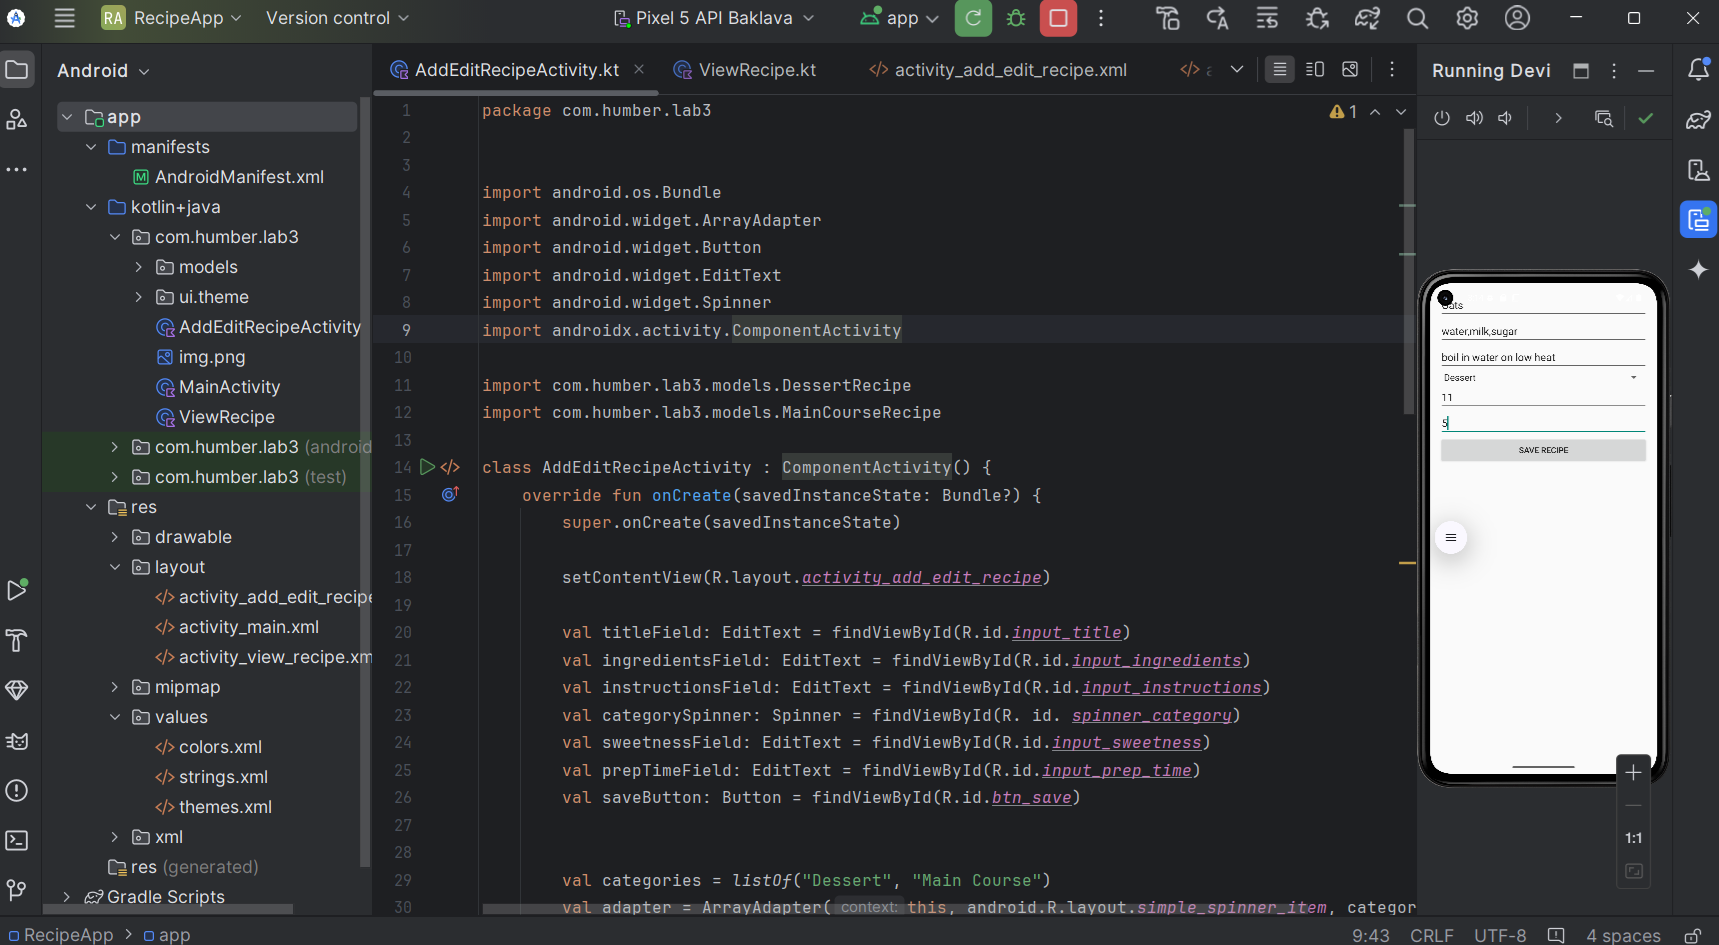 RA RecipeApp Version control Pixel 5 API Baklava app
Android
app
manifests
M AndroidManifest.xml
kotlin+java
com.humber.lab3
models
ui.theme
AddEditRecipeActivity
img.png
MainActivity
ViewRecipe
com.humber.lab3 (android
com.humber.lab3 (test)
res
drawable
layout
activity_add_edit_recipe
activity_main.xml
activity_view_recipe.xm
mipmap
values
colors.xml
strings.xml
themes.xml
xml
res (generated)
Gradle Scripts
AddEditRecipeActivity.kt ViewRecipe.kt activity_add_edit_recipe.xml
1
1 package com.humber.lab3
2
3
4 import android.os.Bundle
5 import android.widget.ArrayAdapter
6 import android.widget.Button
7 import android.widget.EditText
8 import android.widget.Spinner
9 import androidx.activity.ComponentActivity
10
11 import com.humber.lab3.models.DessertRecipe
12 import com.humber.lab3.models.MainCourseRecipe
13
14 class AddEditRecipeActivity : ComponentActivity() {
15 override fun onCreate(savedInstanceState: Bundle?) {
16 super.onCreate(savedInstanceState)
17
18 setContentView(R.layout.activity_add_edit_recipe)
19
20 val titleField: EditText = findViewById(R.id.input_title)
21 val ingredientsField: EditText = findViewById(R.id.input_ingredients)
22 val instructionsField: EditText = findViewById(R.id.input_instructions)
23 val categorySpinner: Spinner = findViewById(R. id. spinner_category)
24 val sweetnessField: EditText = findViewById(R.id.input_sweetness)
25 val prepTimeField: EditText = findViewById(R.id.input_prep_time)
26 val saveButton: Button = findViewById(R.id.btn_save)
27
28
29 val categories = listOf("Dessert", "Main Course")
30 val adapter = ArrayAdapter( context: this, android.R.layout.simple_spinner_item, categor
Running Devi
water,milk,sugar
boil in water on low heat
Dessert
11
5
SAVE RECIPE
1:1
RecipeApp > app
9:43 CRLF UTF-8 4 spaces